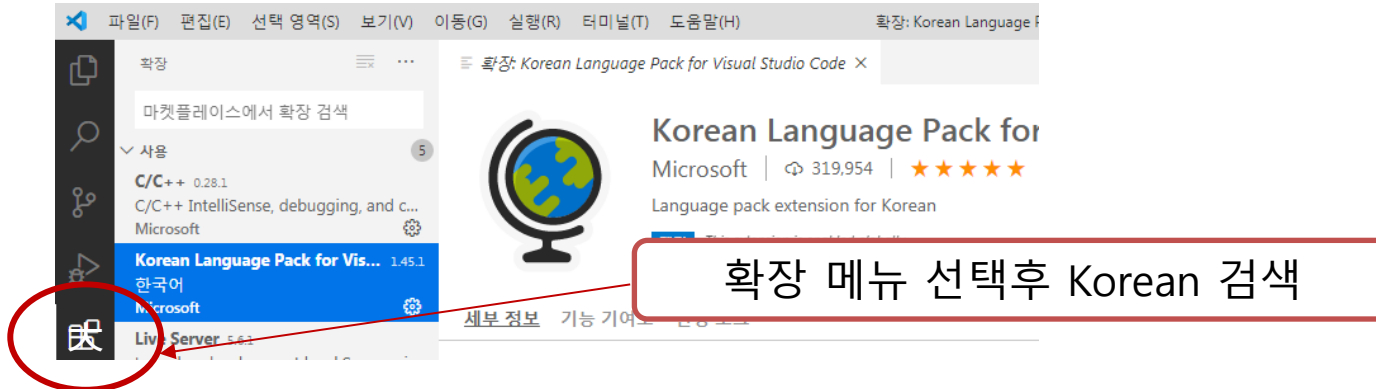 파일(F) 편집(E) 선택 영역(S) 보기(V) 이동(G) 실행(R) 터미널(T) 도움말(H) 확장: Korean Language
확장
확장: Korean Language Pack for Visual Studio Code
마켓플레이스에서 확장 검색
사용 5
C/C++ 0.28.1
C/C++ IntelliSense, debugging, and c...
Microsoft
Korean Language Pack for Vis... 1.45.1
한국어
Microsoft
Live Server 5.6.1
Korean Language Pack for
Microsoft 319,954
Language pack extension for Korean
확장 메뉴 선택후 Korean 검색
세부 정보 기능 기여도